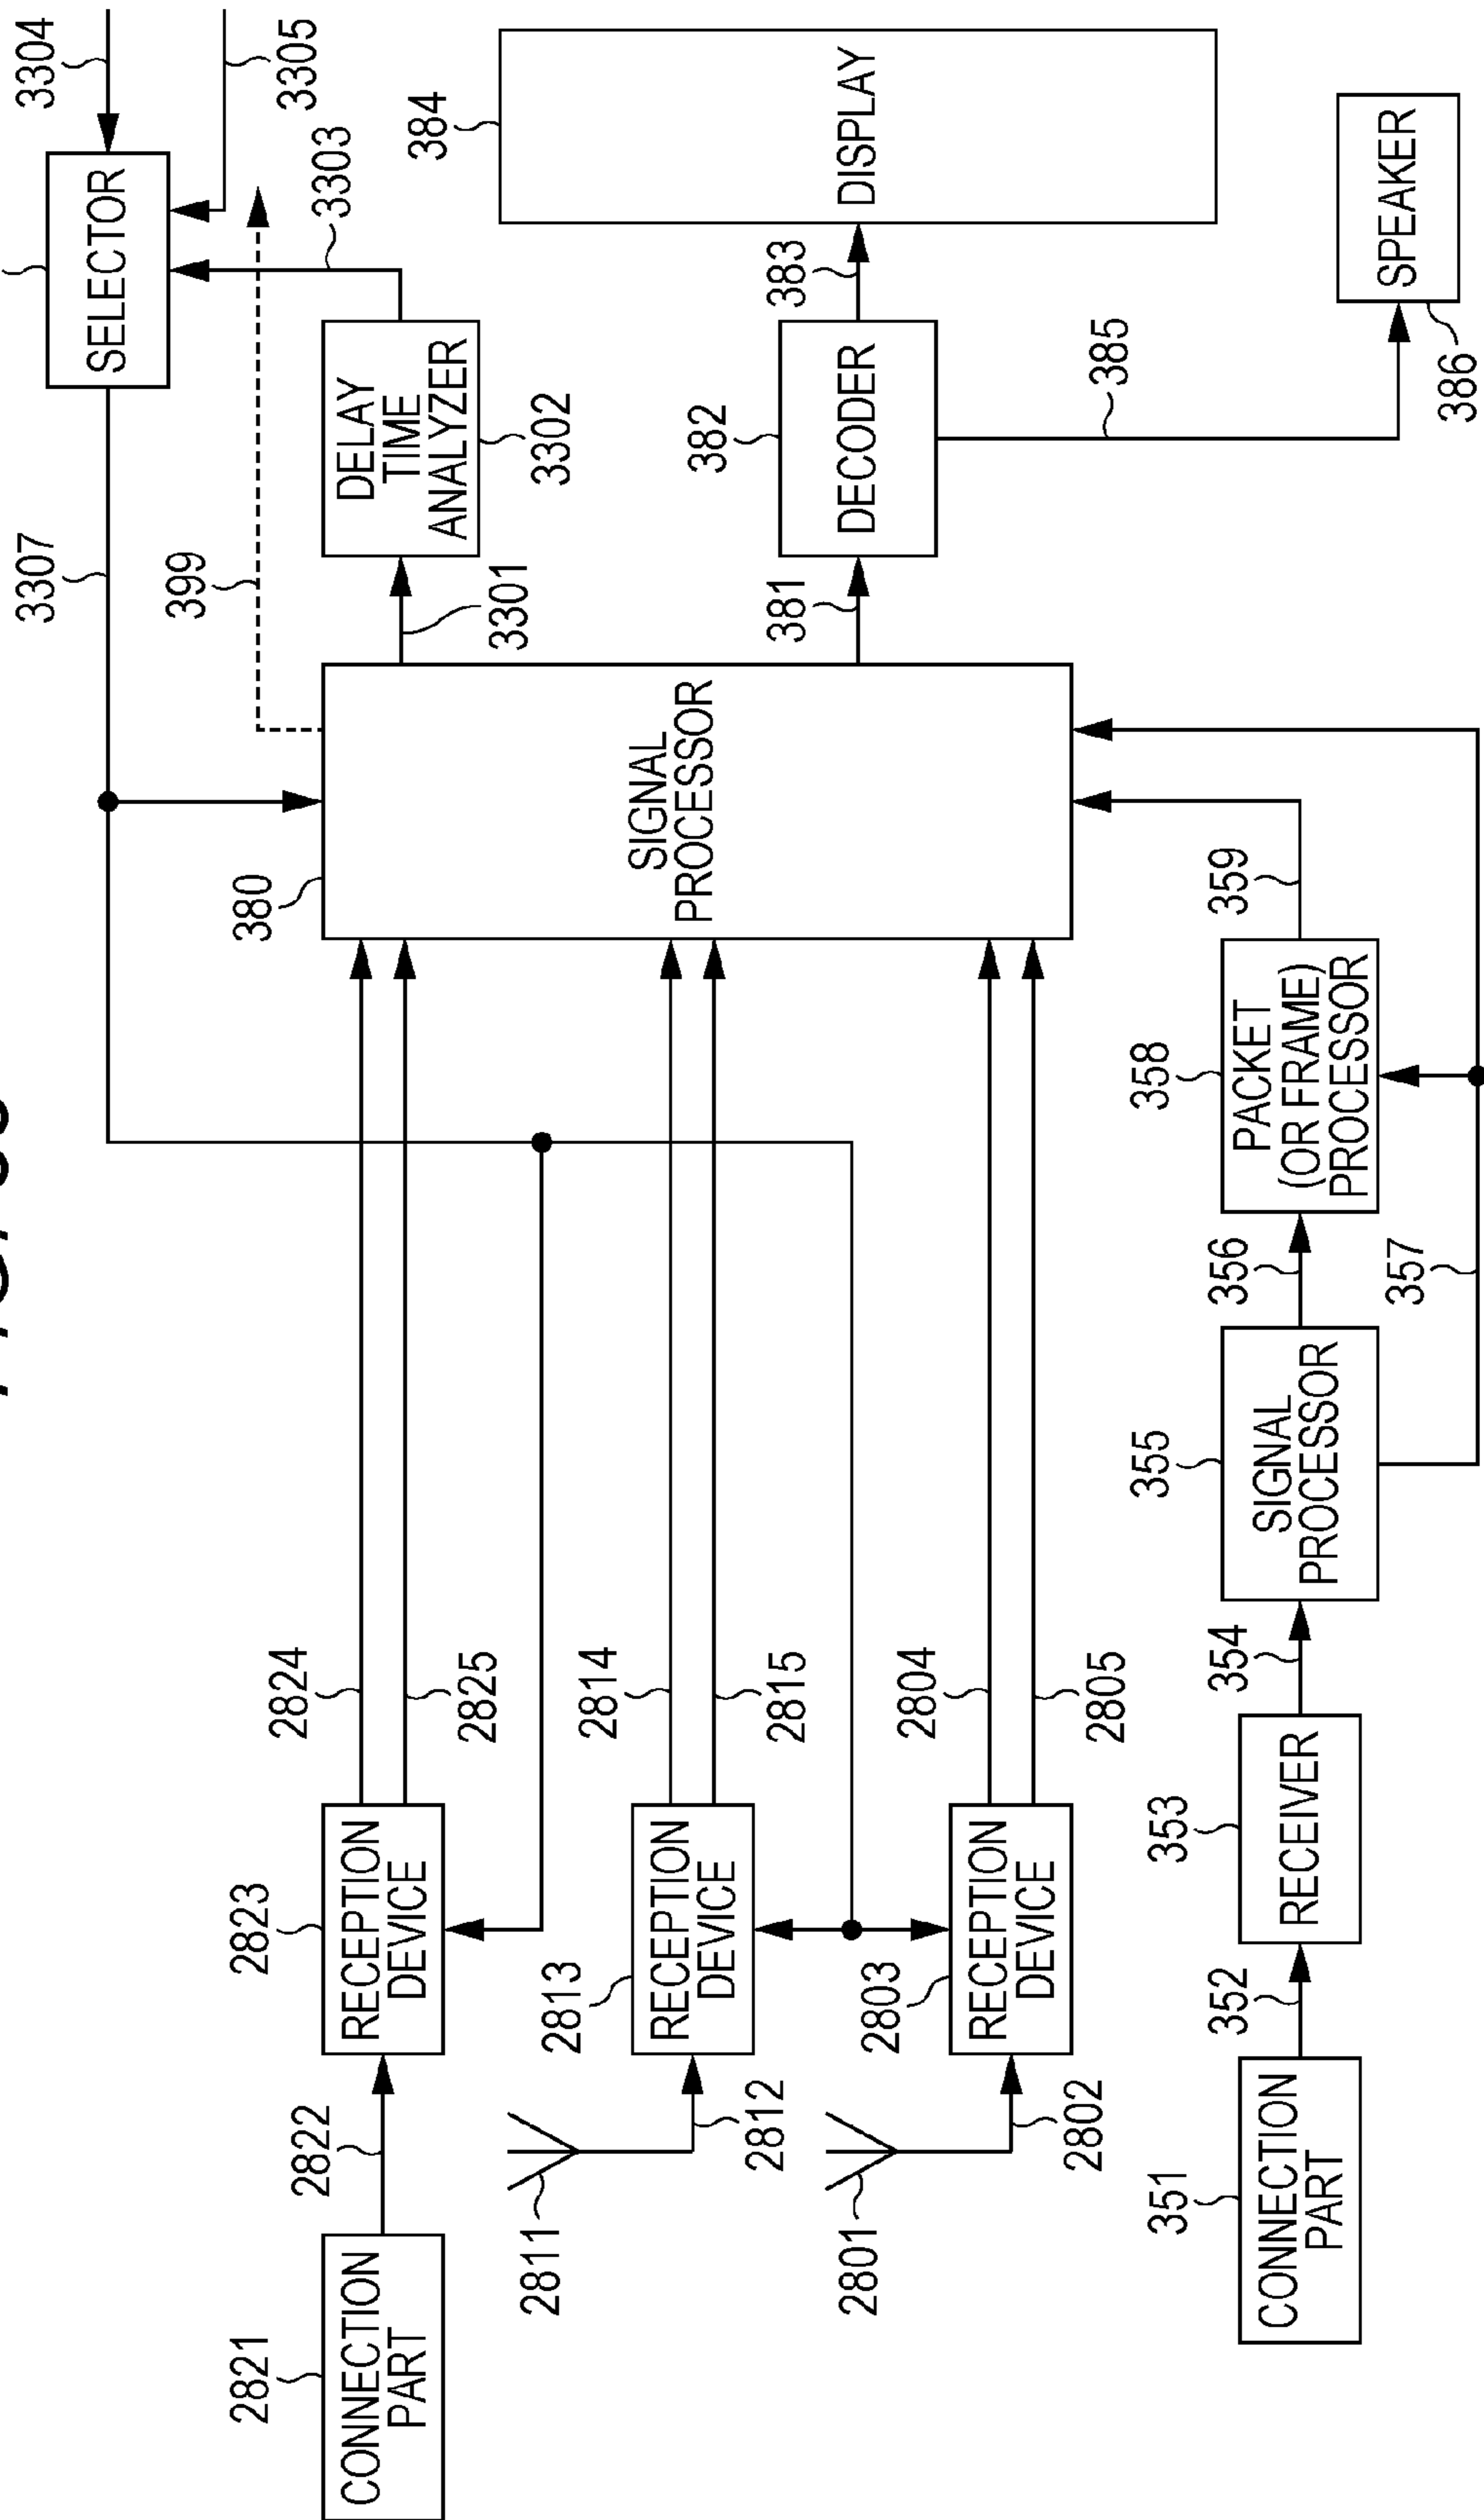 3304
3305
SELECTOR
3307
399
3303
DELAY
TIME
ANALYZER
3302
3301
384
DISPLAY
383
382
DECODER
381
385
SPEAKER
386
380
SIGNAL
PROCESSOR
2821
CONNECTION
PART
2822
2823
RECEPTION
DEVICE
2824
2825
2811
2812
2813
RECEPTION
DEVICE
2814
2815
2801
2802
2803
RECEPTION
DEVICE
2804
2805
351
CONNECTION
PART
352
353
RECEIVER
354
355
SIGNAL
PROCESSOR
356
357
358
PACKET
(OR FRAME)
PROCESSOR
359